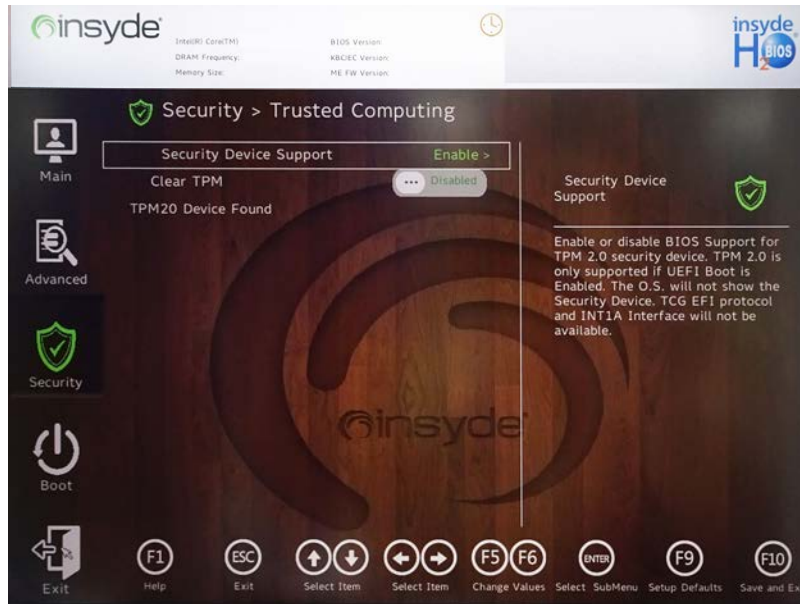 insyde
Intel(R) Core(TM)
DRAM Frequency:
Memory Size:
BIOS Version:
KBC/EC Version:
ME FW Version:
insyde
H2O BIOS
Security > Trusted Computing
Main
Advanced
Security
Boot
Exit
Security Device Support Enable >
Clear TPM ••• Disabled
TPM20 Device Found
Security Device
Support
Enable or disable BIOS Support for
TPM 2.0 security device. TPM 2.0 is
only supported if UEFI Boot is
Enabled. The O.S. will not show the
Security Device. TCG EFI protocol
and INT1A Interface will not be
available.
insyde
F1 ESC F5 F6 ENTER F9 F10
Help Exit Select Item Select Item Change Values Select SubMenu Setup Defaults Save and Ex